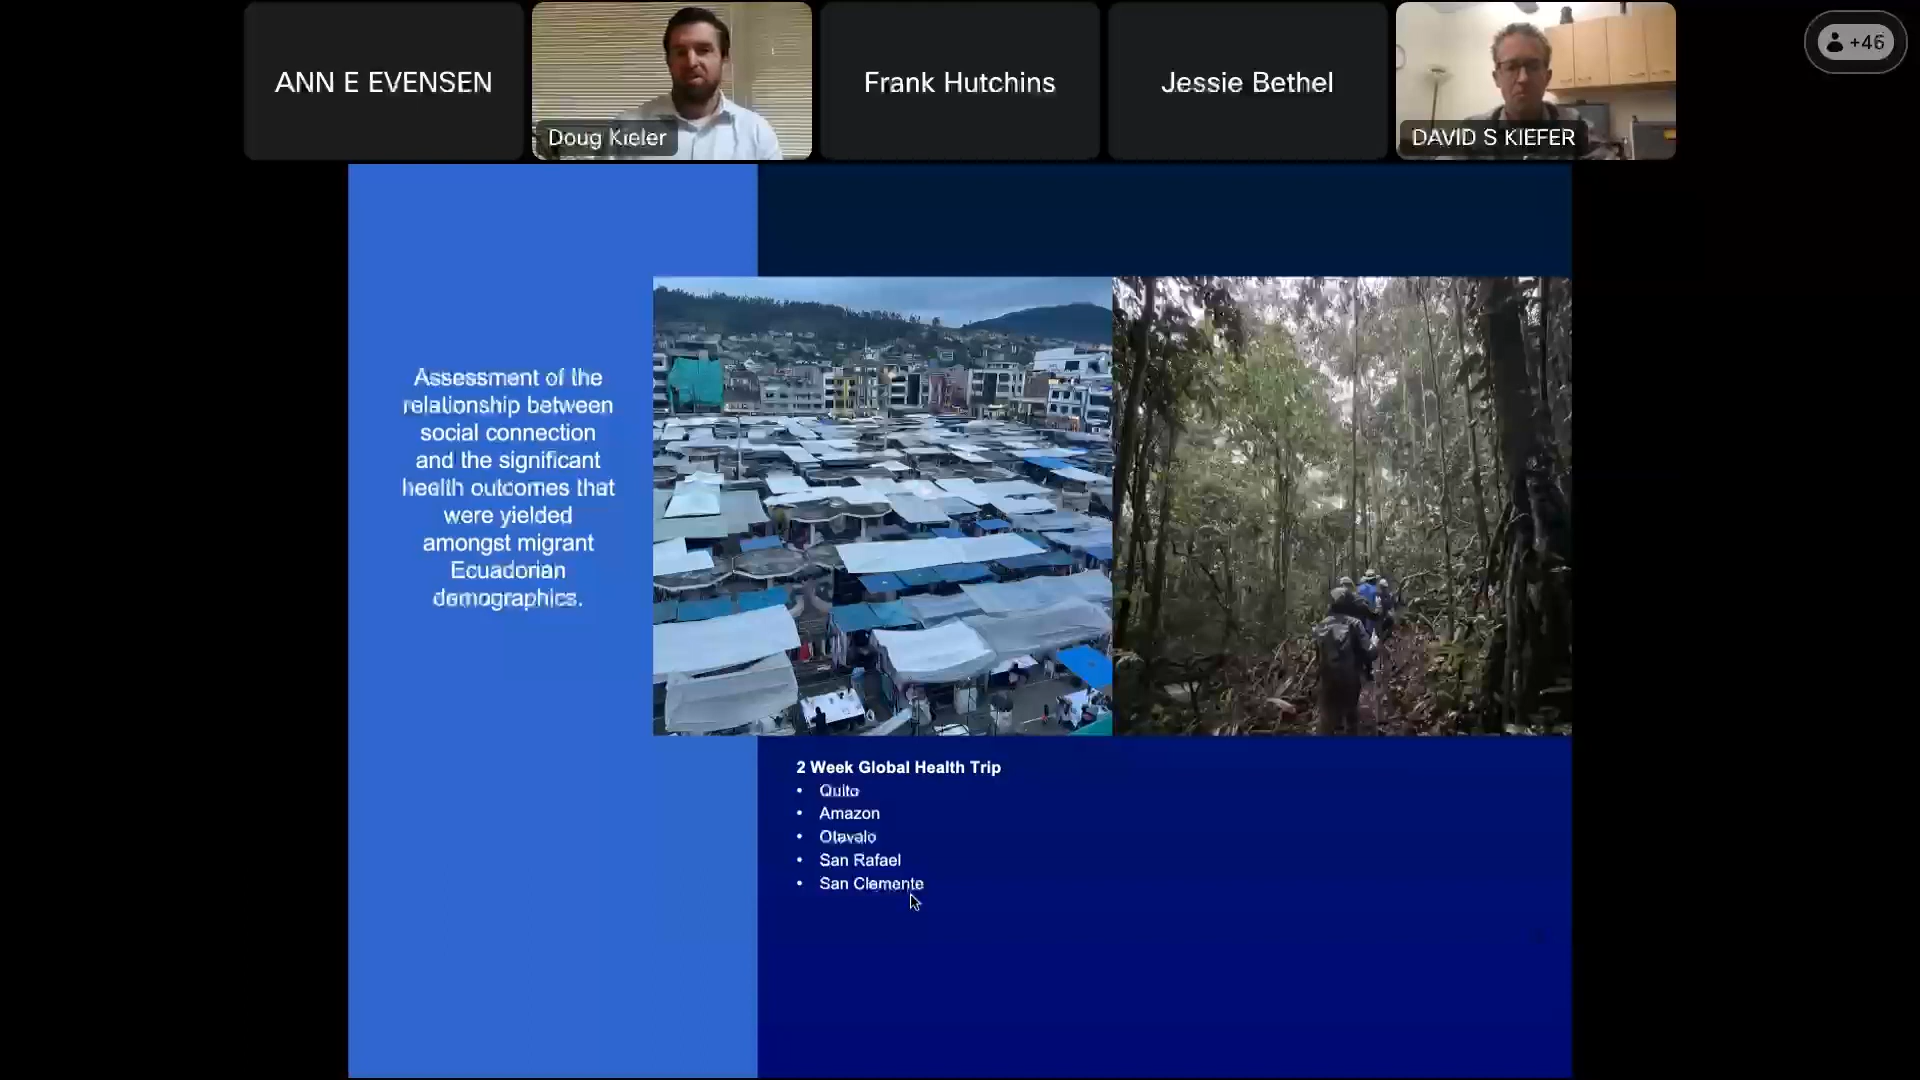 ANN E EVENSEN
Doug Kieler
Frank Hutchins
Jessie Bethel
DAVID S KIEFER
+46
Assessment of the
relationship between
social connection
and the significant
health outcomes that
were yielded
amongst migrant
Ecuadorian
demographics.
2 Week Global Health Trip
• Quito
• Amazon
• Otavalo
• San Rafael
• San Clemente